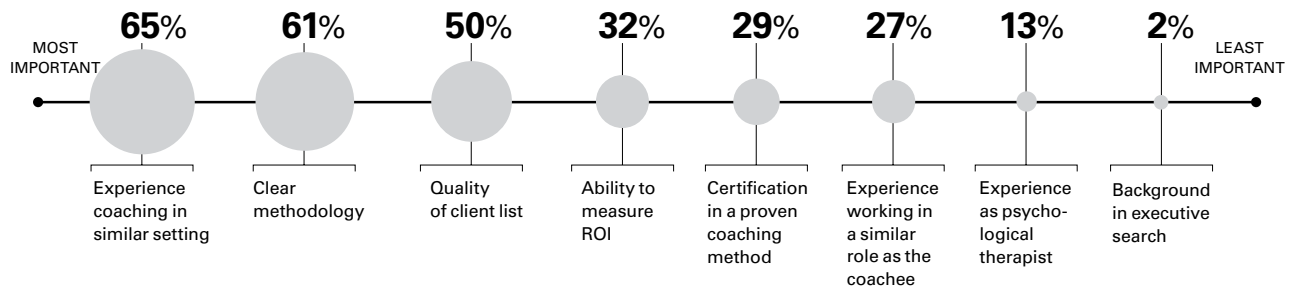 65%
61%
50%
32%
29%
27%
13%
2%
MOST
IMPORTANT
LEAST
IMPORTANT
Experience
coaching in
similar setting
Clear
methodology
Quality
of client list
Ability to
measure
ROI
Certification
in a proven
coaching
method
Experience
working in
a similar
role as the
coachee
Experience
as psycho-
logical
therapist
Background
in executive
search